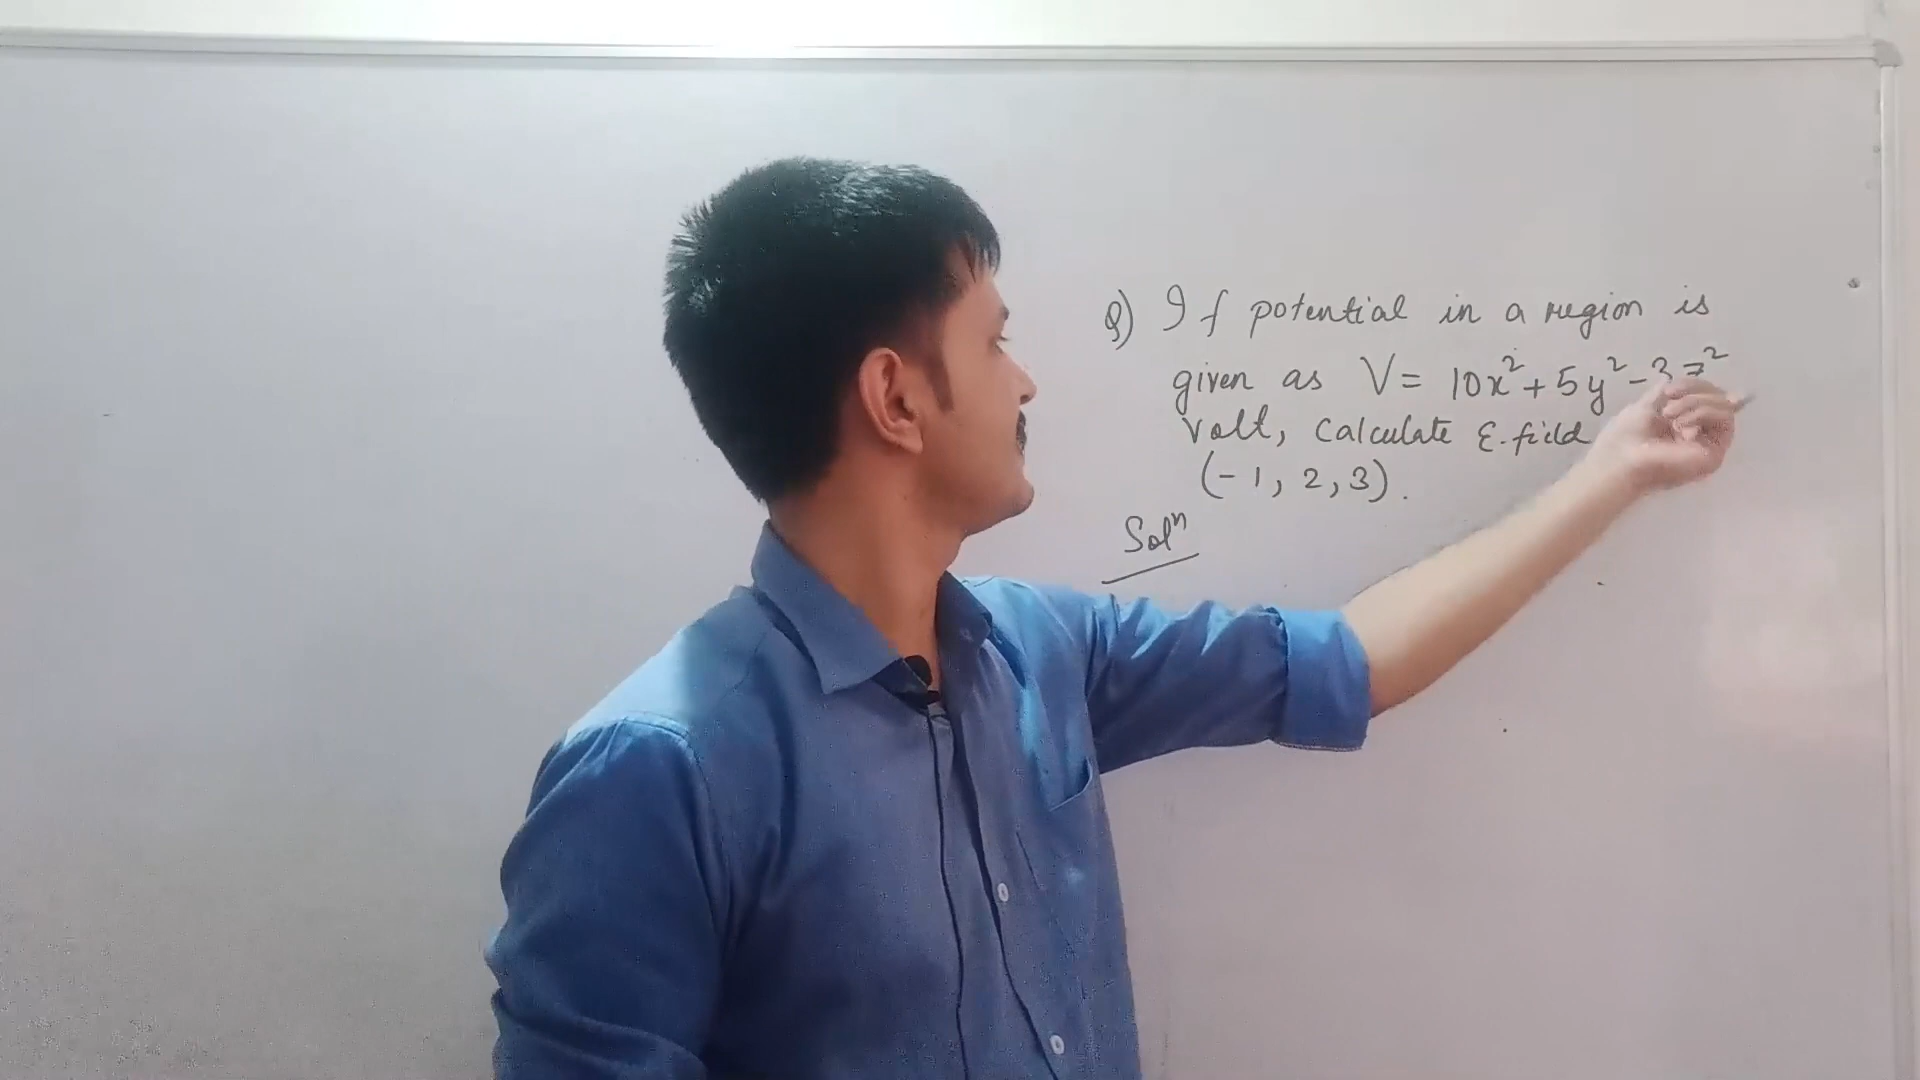 Q) If potential in a region is
given as V = 10x² + 5y² - 3z²
volt, calculate E. field
(-1, 2, 3).
Solⁿ